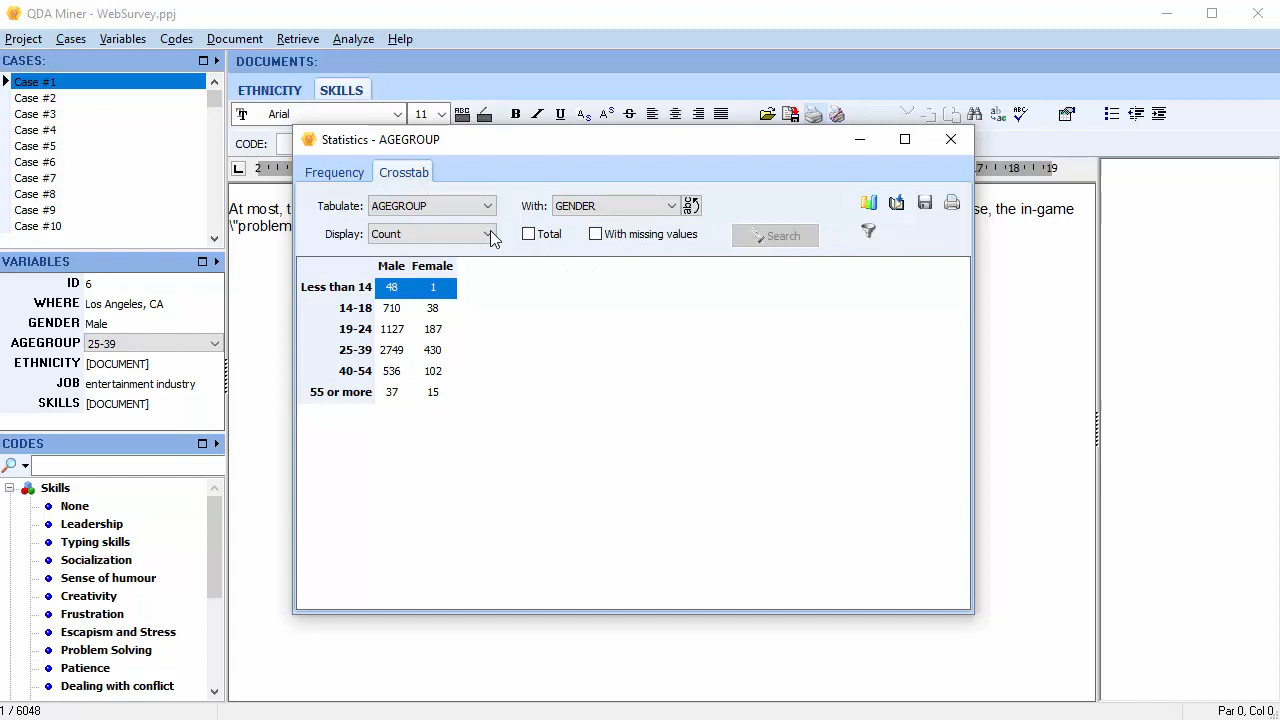 QDA Miner - WebSurvey.ppj
Project Cases Variables Codes Document Retrieve Analyze Help
CASES:
Case #1
Case #2
Case #3
Case #4
Case #5
Case #6
Case #7
Case #8
Case #9
Case #10
VARIABLES
ID 6
WHERE Los Angeles, CA
GENDER Male
AGEGROUP 25-39
ETHNICITY [DOCUMENT]
JOB entertainment industry
SKILLS [DOCUMENT]
CODES
Skills
None
Leadership
Typing skills
Socialization
Sense of humour
Creativity
Frustration
Escapism and Stress
Problem Solving
Patience
Dealing with conflict
DOCUMENTS:
ETHNICITY SKILLS
Arial 11
CODE:
2 17 18 19
At most, t se, the in-game
\"problem
Statistics - AGEGROUP
Frequency Crosstab
Tabulate: AGEGROUP With: GENDER
Display: Count Total With missing values Search
Male Female
Less than 14 48 1
14-18 710 38
19-24 1127 187
25-39 2749 430
40-54 536 102
55 or more 37 15
1 / 6048 Par 0, Col 0